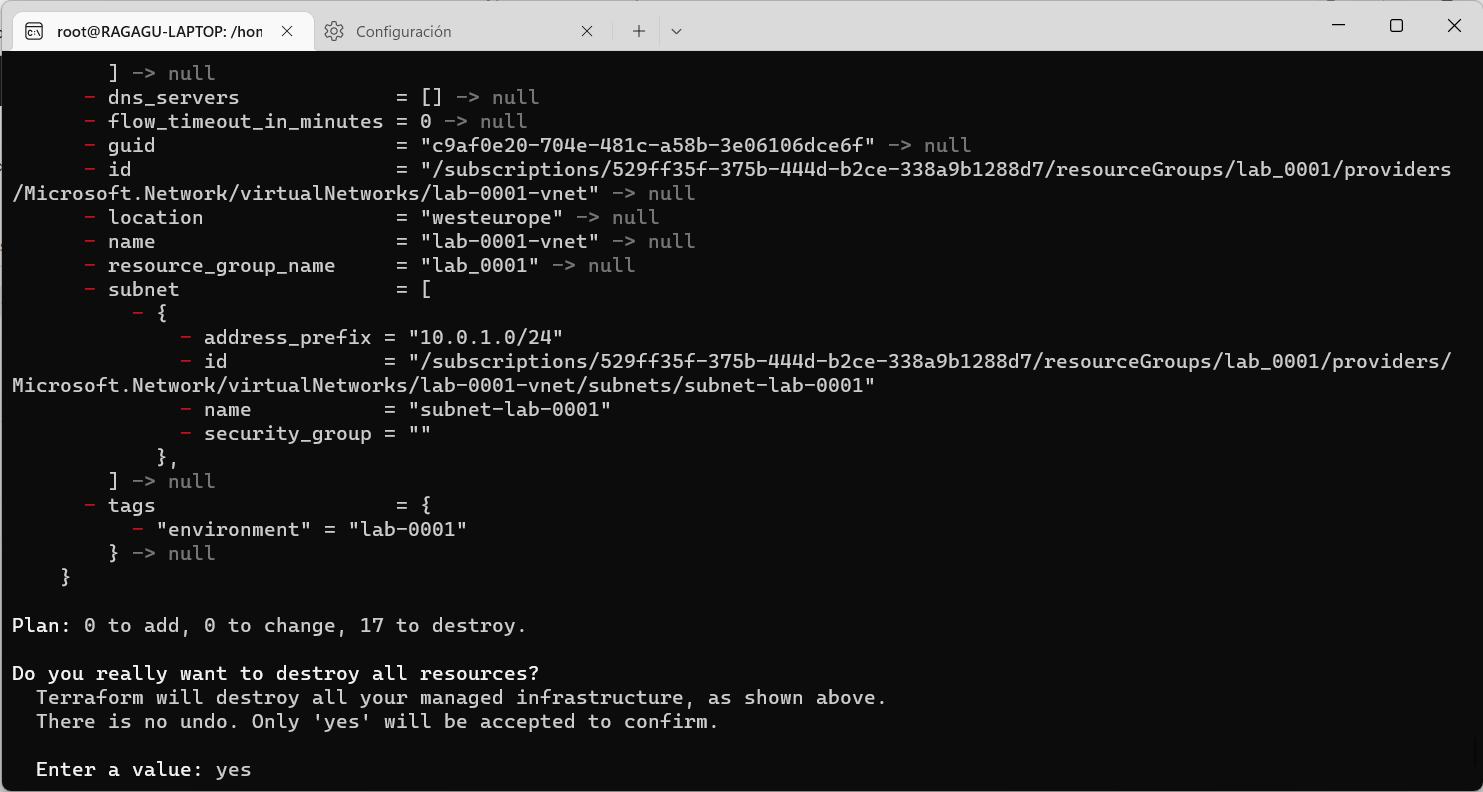 root@RAGAGU-LAPTOP: /hon
Configuración
] -> null
- dns_servers = [] -> null
- flow_timeout_in_minutes = 0 -> null
- guid = "c9af0e20-704e-481c-a58b-3e06106dce6f" -> null
- id = "/subscriptions/529ff35f-375b-444d-b2ce-338a9b1288d7/resourceGroups/lab_0001/providers
/Microsoft.Network/virtualNetworks/lab-0001-vnet" -> null
- location = "westeurope" -> null
- name = "lab-0001-vnet" -> null
- resource_group_name = "lab_0001" -> null
- subnet = [
- {
- address_prefix = "10.0.1.0/24"
- id = "/subscriptions/529ff35f-375b-444d-b2ce-338a9b1288d7/resourceGroups/lab_0001/providers/
Microsoft.Network/virtualNetworks/lab-0001-vnet/subnets/subnet-lab-0001"
- name = "subnet-lab-0001"
- security_group = ""
},
] -> null
- tags = {
- "environment" = "lab-0001"
} -> null
}
Plan: 0 to add, 0 to change, 17 to destroy.
Do you really want to destroy all resources?
Terraform will destroy all your managed infrastructure, as shown above.
There is no undo. Only 'yes' will be accepted to confirm.
Enter a value: yes